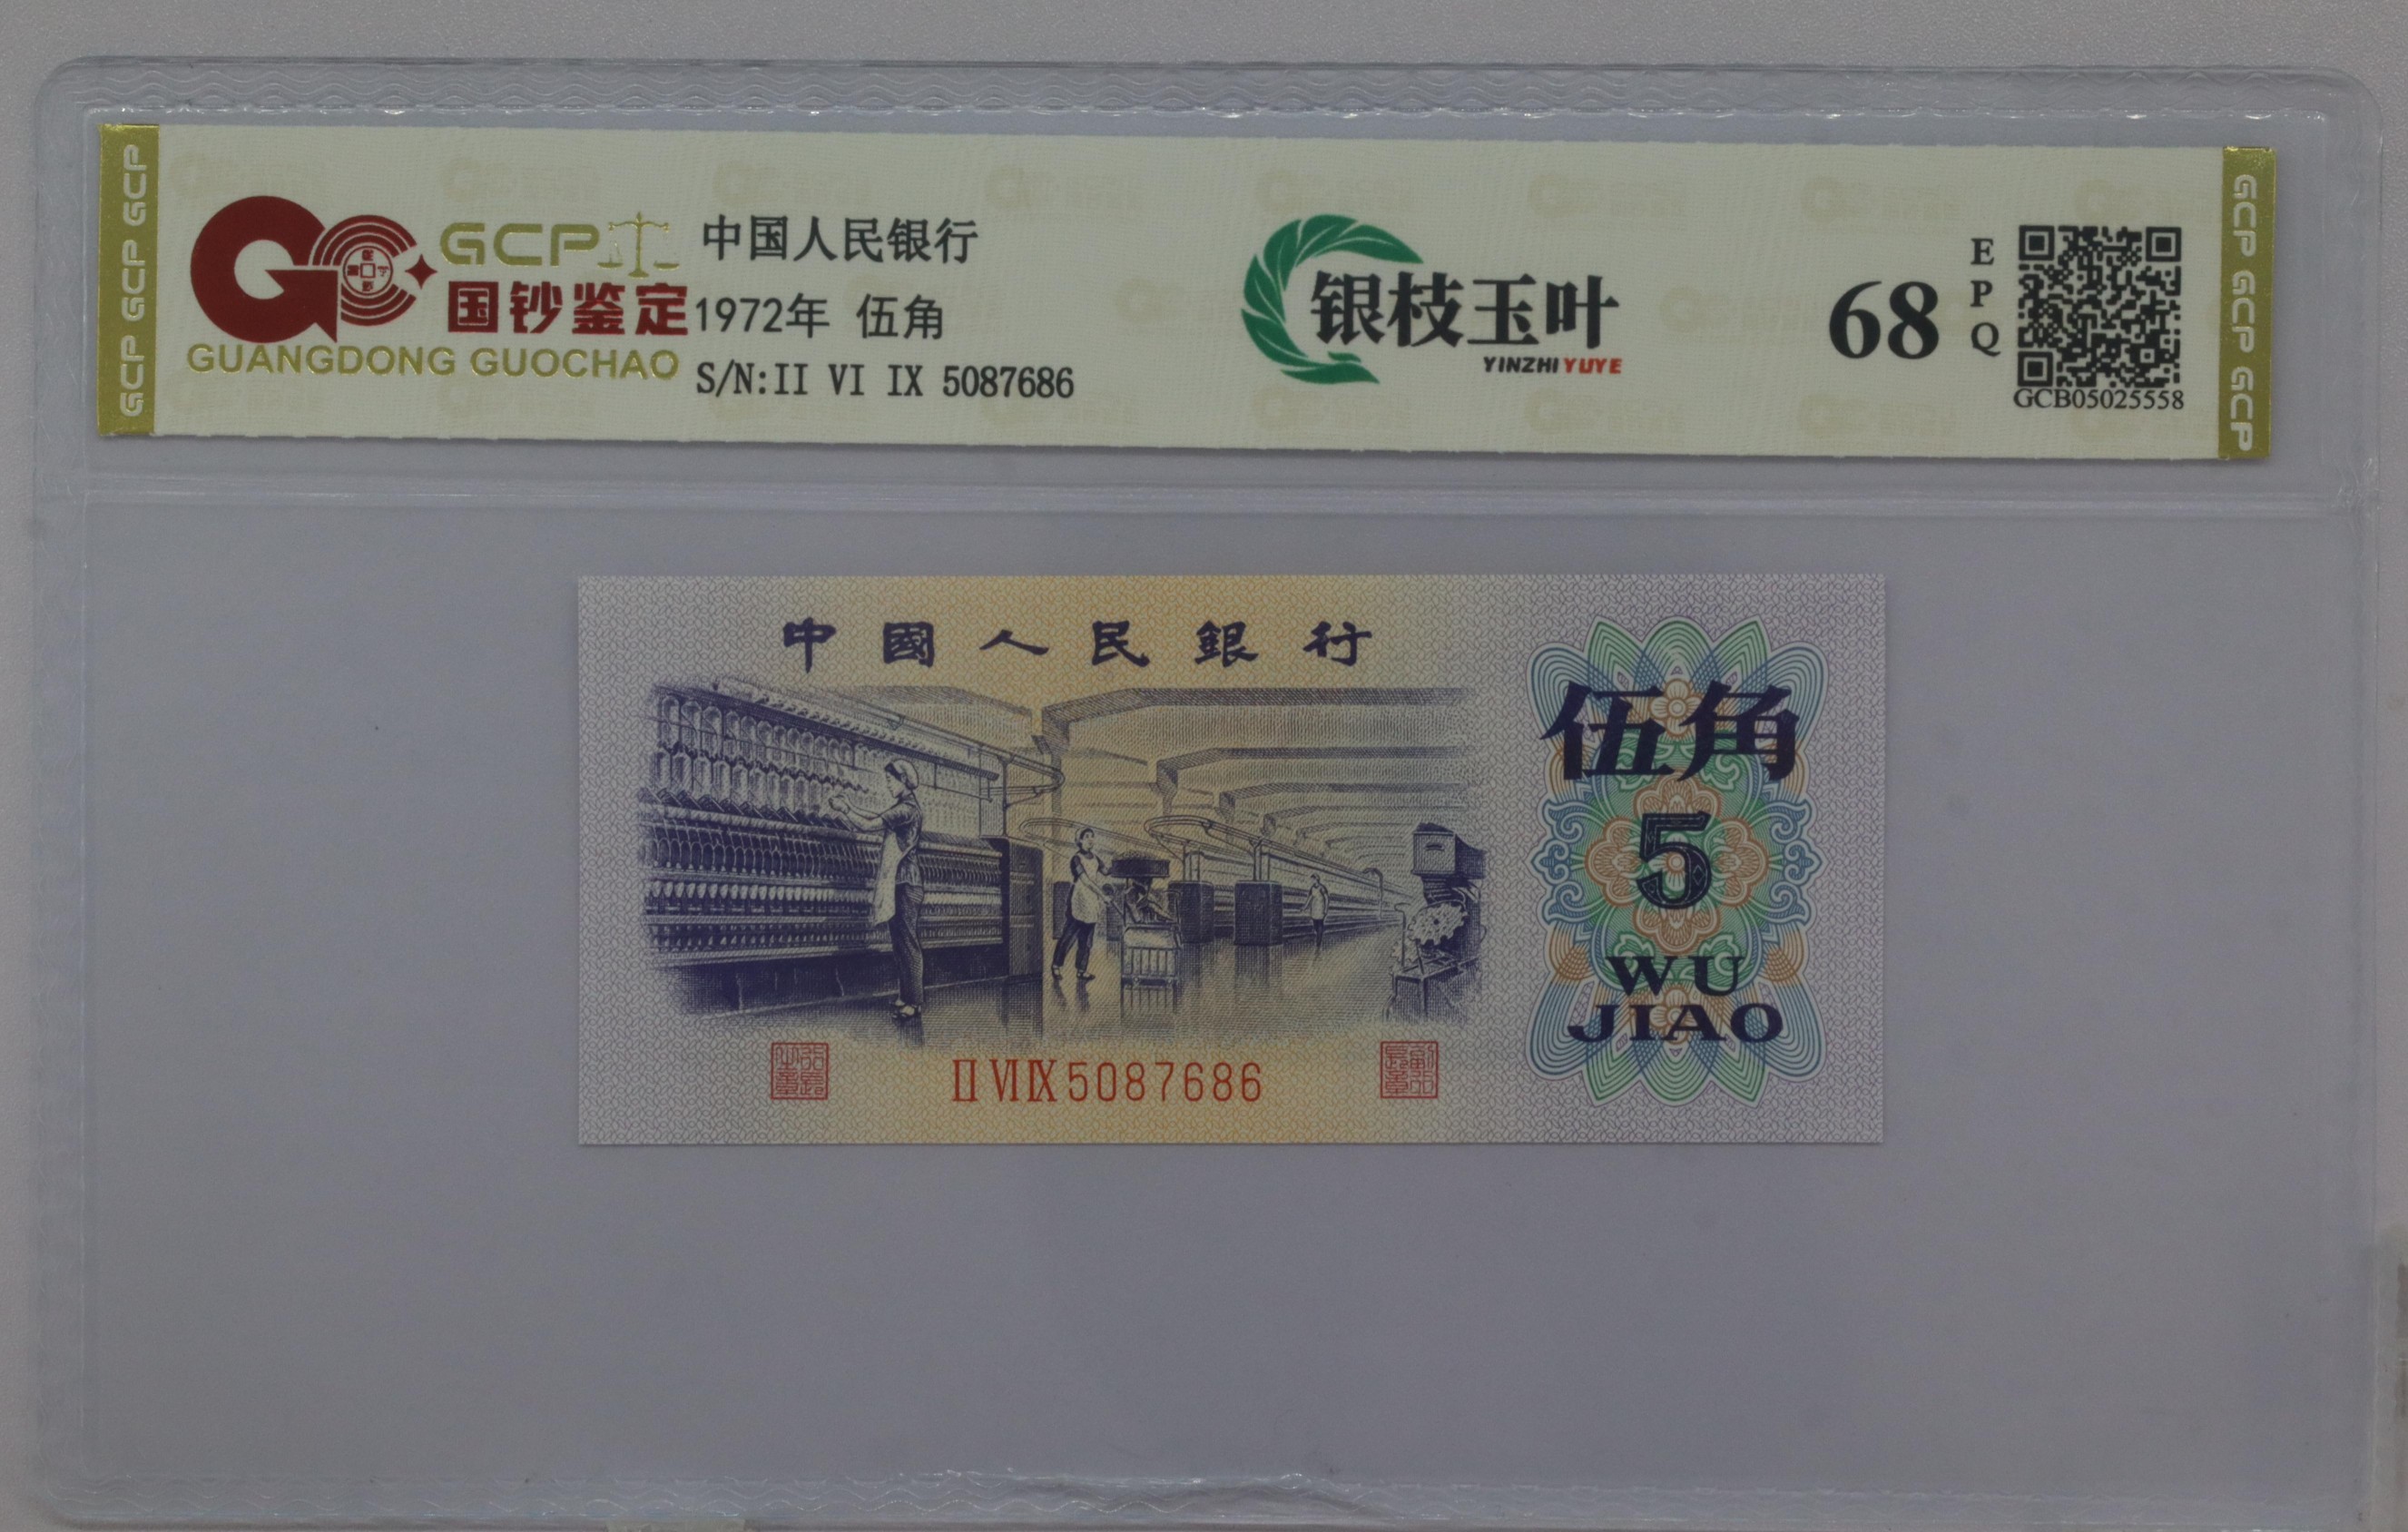 GCP GCP GCP
GCP
国钞鉴定
GUANGDONG GUOCHAO
中国人民银行
1972年 伍角
S/N:II VI IX 5087686
银枝玉叶
YINZHI YUYE
68
EPQ
GCB05025558
GCP GCP GCP
中國人民銀行
伍角
5
WU
JIAO
II VI IX 5087686